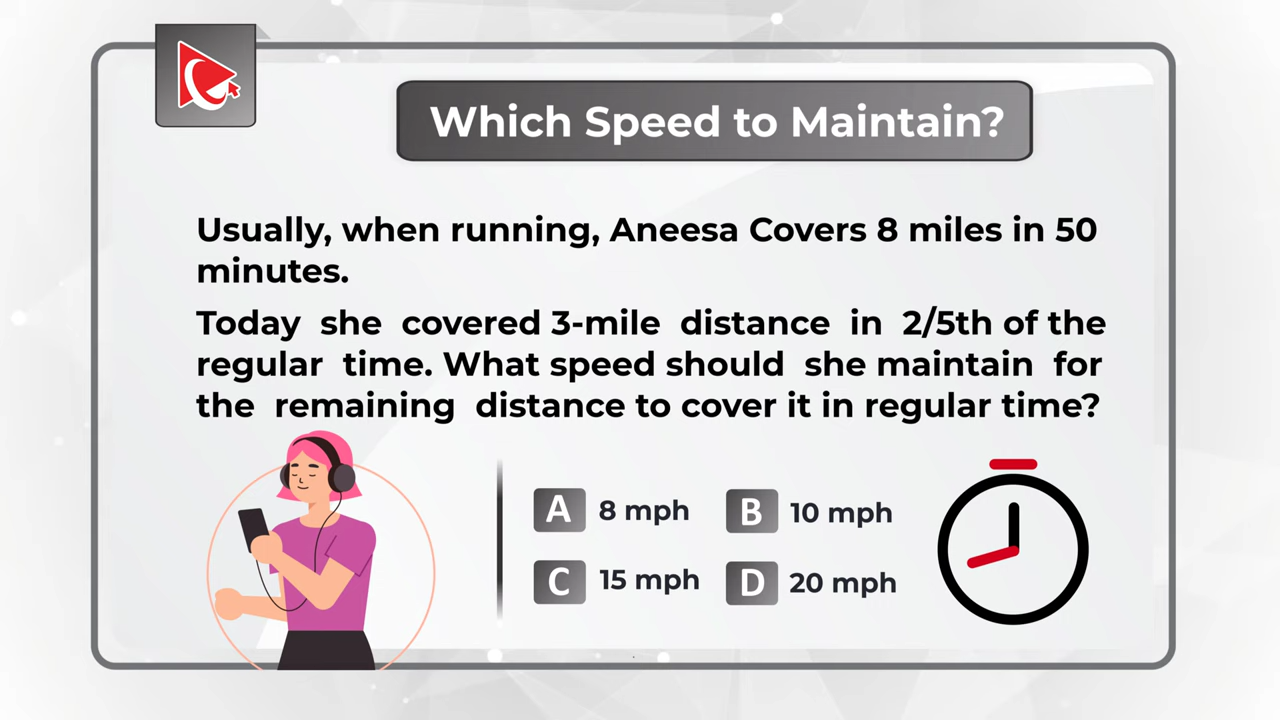 Which Speed to Maintain?
Usually, when running, Aneesa Covers 8 miles in 50
minutes.
Today she covered 3-mile distance in 2/5th of the
regular time. What speed should she maintain for
the remaining distance to cover it in regular time?
A 8 mph B 10 mph
C 15 mph D 20 mph